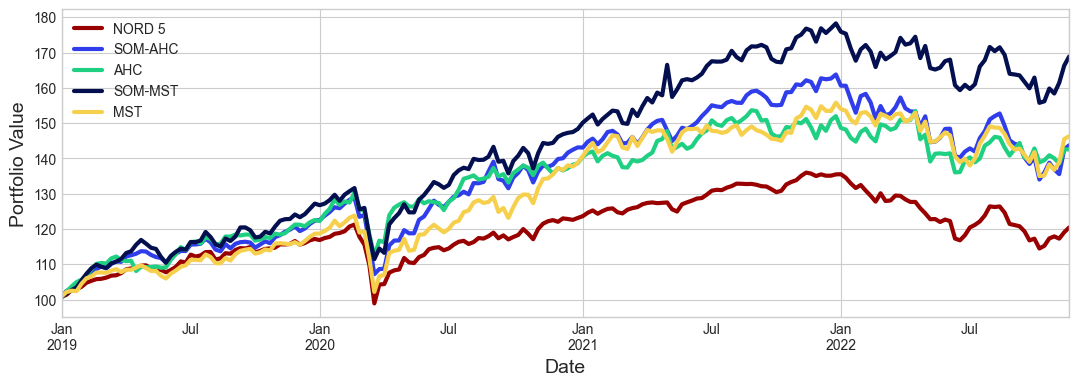 180
170
160
150
140
130
120
110
100
Portfolio Value
NORD 5
SOM-AHC
AHC
SOM-MST
MST
Jan Jul Jan Jul Jan Jul Jan Jul
2019 2020 2021 2022
Date